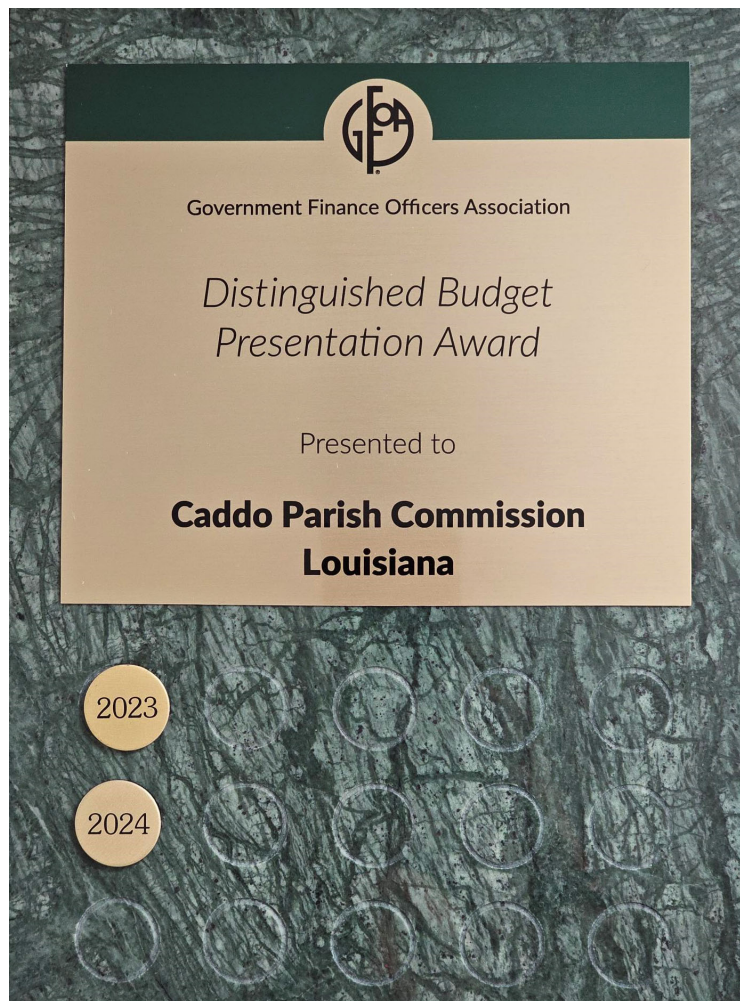 GFOA
Government Finance Officers Association
Distinguished Budget
Presentation Award
Presented to
Caddo Parish Commission
Louisiana
2023
2024